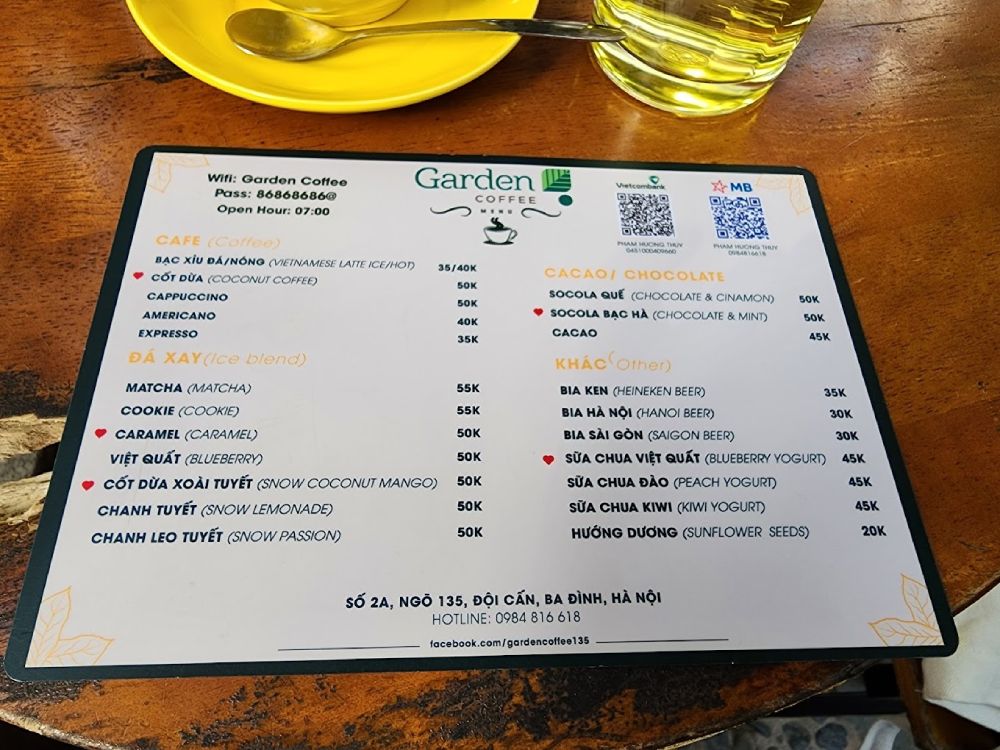 Wifi: Garden Coffee
Pass: 86868686@
Open Hour: 07:00
Garden
COFFEE
MENU
Vietcombank
PHAM HUONG THUY
0451000409660
MB
PHAM HUONG THUY
0984816618
CAFE (Coffee)
BẠC XỈU ĐÁ/NÓNG (VIETNAMESE LATTE ICE/HOT) 35/40K
CỐT DỪA (COCONUT COFFEE) 50K
CAPPUCCINO 50K
AMERICANO 40K
EXPRESSO 35K
ĐÁ XAY (Ice blend)
MATCHA (MATCHA) 55K
COOKIE (COOKIE) 55K
CARAMEL (CARAMEL) 50K
VIỆT QUẤT (BLUEBERRY) 50K
CỐT DỪA XOÀI TUYẾT (SNOW COCONUT MANGO) 50K
CHANH TUYẾT (SNOW LEMONADE) 50K
CHANH LEO TUYẾT (SNOW PASSION) 50K
CACAO/ CHOCOLATE
SOCOLA QUẾ (CHOCOLATE & CINAMON) 50K
SOCOLA BẠC HÀ (CHOCOLATE & MINT) 50K
CACAO 45K
KHÁC (Other)
BIA KEN (HEINEKEN BEER) 35K
BIA HÀ NỘI (HANOI BEER) 30K
BIA SÀI GÒN (SAIGON BEER) 30K
SỮA CHUA VIỆT QUẤT (BLUEBERRY YOGURT) 45K
SỮA CHUA ĐÀO (PEACH YOGURT) 45K
SỮA CHUA KIWI (KIWI YOGURT) 45K
HƯỚNG DƯƠNG (SUNFLOWER SEEDS) 20K
SỐ 2A, NGÕ 135, ĐỘI CẤN, BA ĐÌNH, HÀ NỘI
HOTLINE: 0984 816 618
facebook.com/gardencoffee135